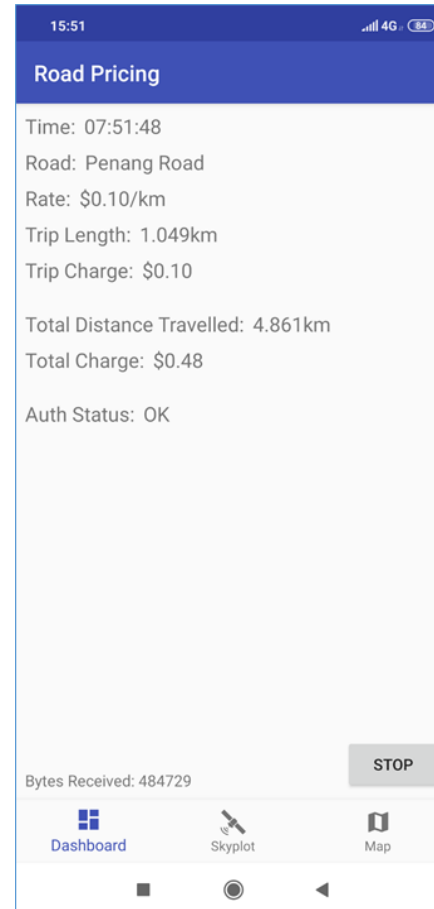 15:51 4G 84
Road Pricing
Time: 07:51:48
Road: Penang Road
Rate: $0.10/km
Trip Length: 1.049km
Trip Charge: $0.10
Total Distance Travelled: 4.861km
Total Charge: $0.48
Auth Status: OK
STOP
Bytes Received: 484729
Dashboard Skyplot Map